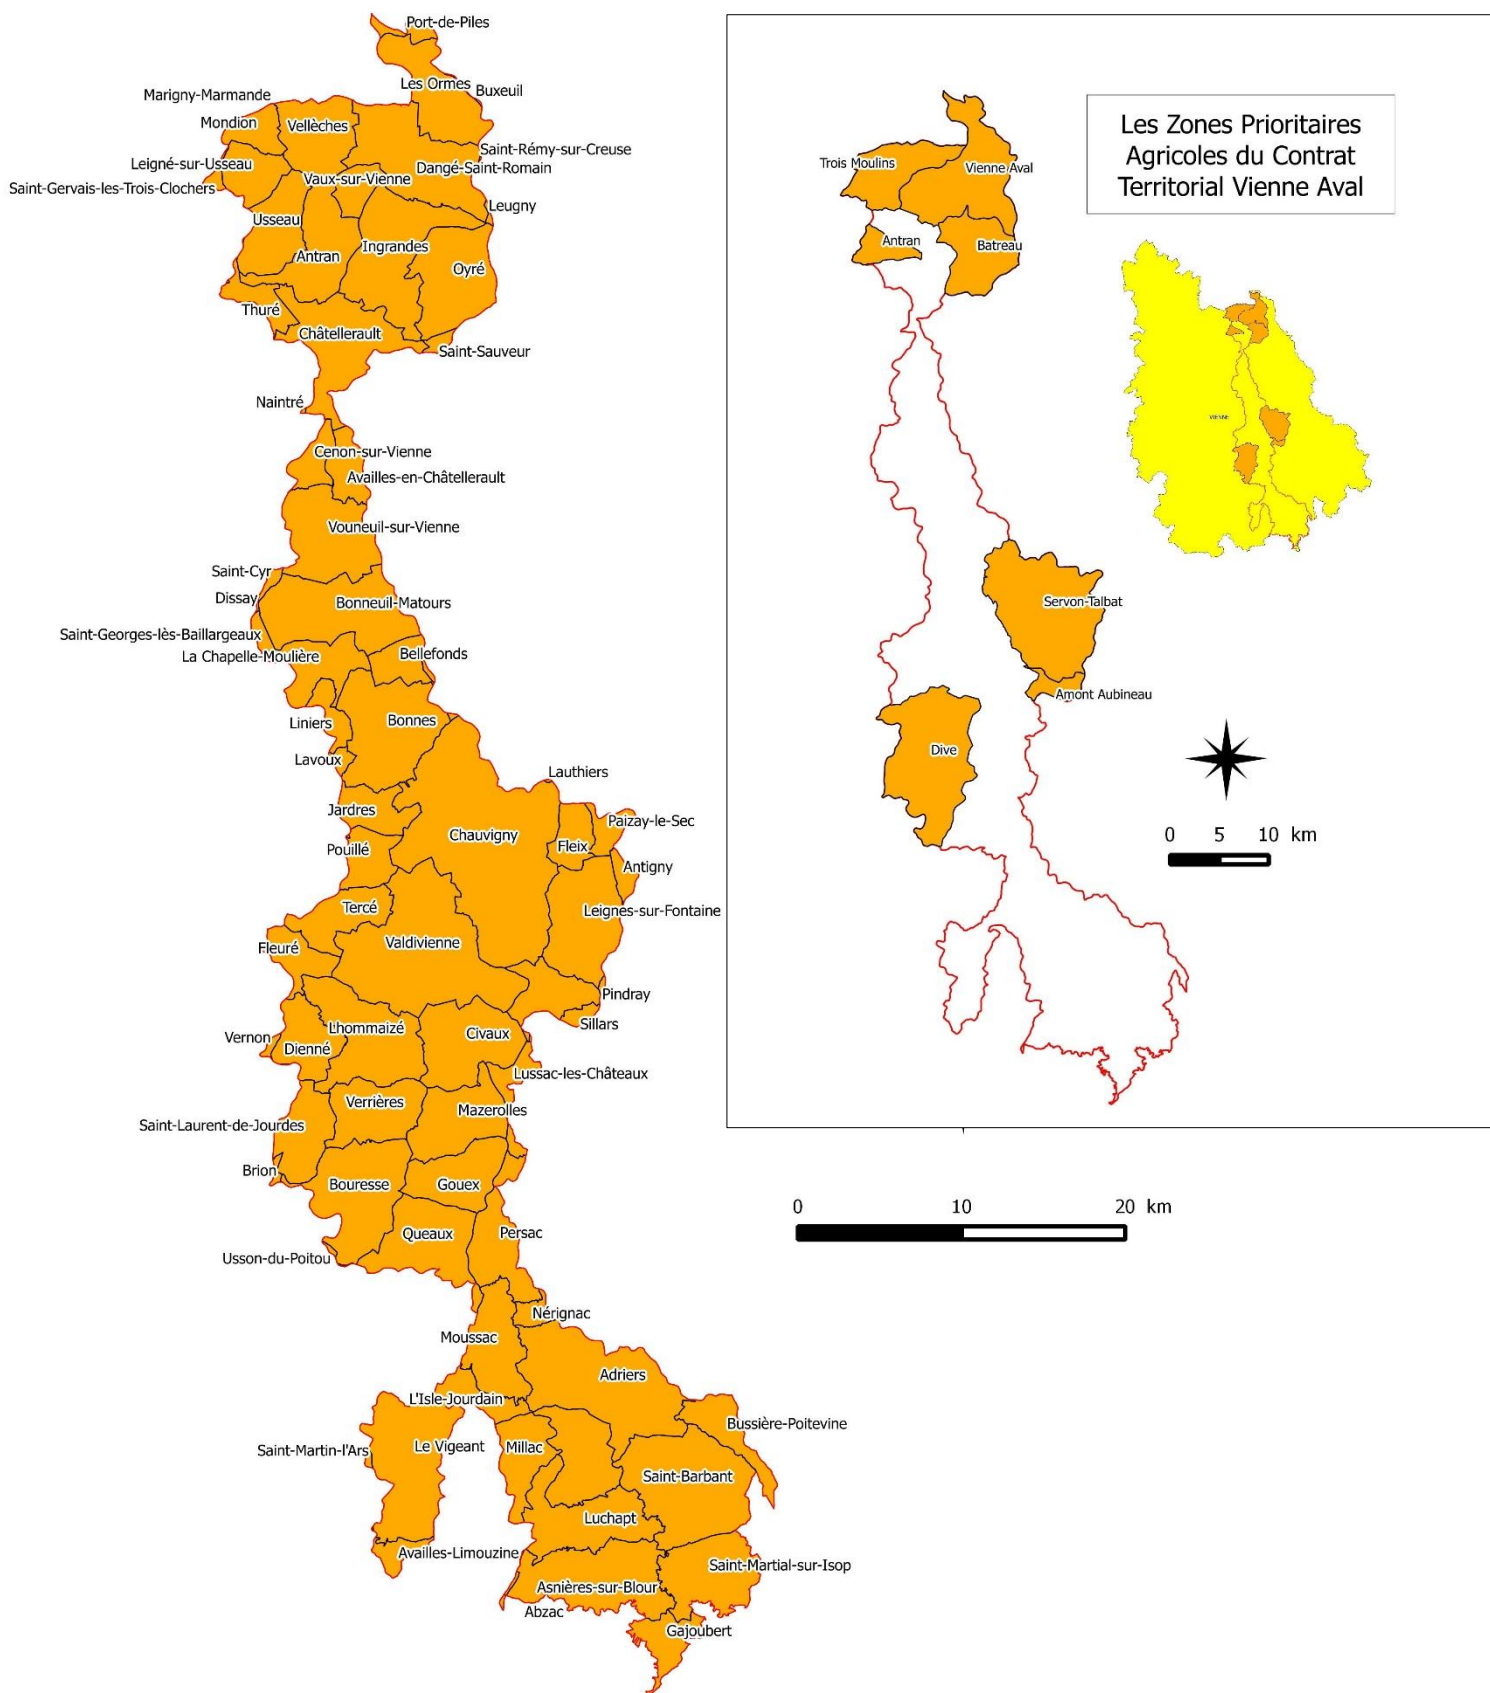 Port-de-Piles
Les Ormes
Buxeuil
Marigny-Marmande
Mondion
Vellèches
Saint-Rémy-sur-Creuse
Leigné-sur-Usseau
Dangé-Saint-Romain
Saint-Gervais-les-Trois-Clochers
Vaux-sur-Vienne
Leugny
Usseau
Ingrandes
Antran
Oyré
Thuré
Châtellerault
Saint-Sauveur
Naintré
Cenon-sur-Vienne
Availles-en-Châtellerault
Vouneuil-sur-Vienne
Saint-Cyr
Dissay
Bonneuil-Matours
Saint-Georges-lès-Baillargeaux
La Chapelle-Moulière
Bellefonds
Liniers
Bonnes
Lavoux
Lauthiers
Jardres
Chauvigny
Paizay-le-Sec
Pouillé
Fleix
Antigny
Tercé
Leignes-sur-Fontaine
Fleuré
Valdivienne
Pindray
Sillars
Vernon
Lhommaizé
Civaux
Dienné
Lussac-les-Châteaux
Verrières
Mazerolles
Saint-Laurent-de-Jourdes
Brion
Bouresse
Gouex
Queaux
Persac
Usson-du-Poitou
Nérignac
Moussac
Adriers
L'Isle-Jourdain
Bussière-Poitevine
Saint-Martin-l'Ars
Le Vigeant
Millac
Saint-Barbant
Luchapt
Availles-Limouzine
Saint-Martial-sur-Isop
Asnières-sur-Blour
Abzac
Gajoubert
Les Zones Prioritaires
Agricoles du Contrat
Territorial Vienne Aval
Trois Moulins
Vienne Aval
Antran
Batreau
Servon-Talbat
Amont Aubineau
Dive
VIENNE
0 5 10 km
0 10 20 km